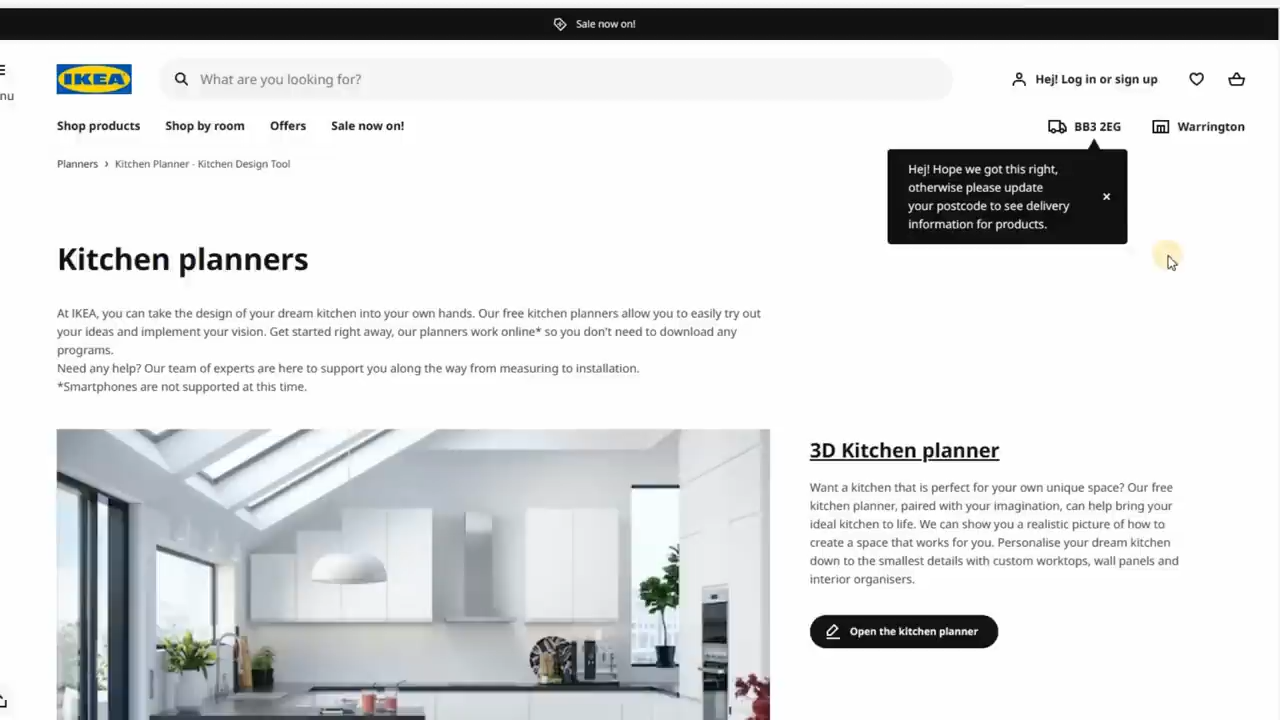 Sale now on!
IKEA
What are you looking for?
Hej! Log in or sign up
nu
Shop products
Shop by room
Offers
Sale now on!
BB3 2EG
Warrington
Planners › Kitchen Planner - Kitchen Design Tool
Hej! Hope we got this right,
otherwise please update
your postcode to see delivery
information for products.
Kitchen planners
At IKEA, you can take the design of your dream kitchen into your own hands. Our free kitchen planners allow you to easily try out
your ideas and implement your vision. Get started right away, our planners work online* so you don't need to download any
programs.
Need any help? Our team of experts are here to support you along the way from measuring to installation.
*Smartphones are not supported at this time.
3D Kitchen planner
Want a kitchen that is perfect for your own unique space? Our free
kitchen planner, paired with your imagination, can help bring your
ideal kitchen to life. We can show you a realistic picture of how to
create a space that works for you. Personalise your dream kitchen
down to the smallest details with custom worktops, wall panels and
interior organisers.
Open the kitchen planner